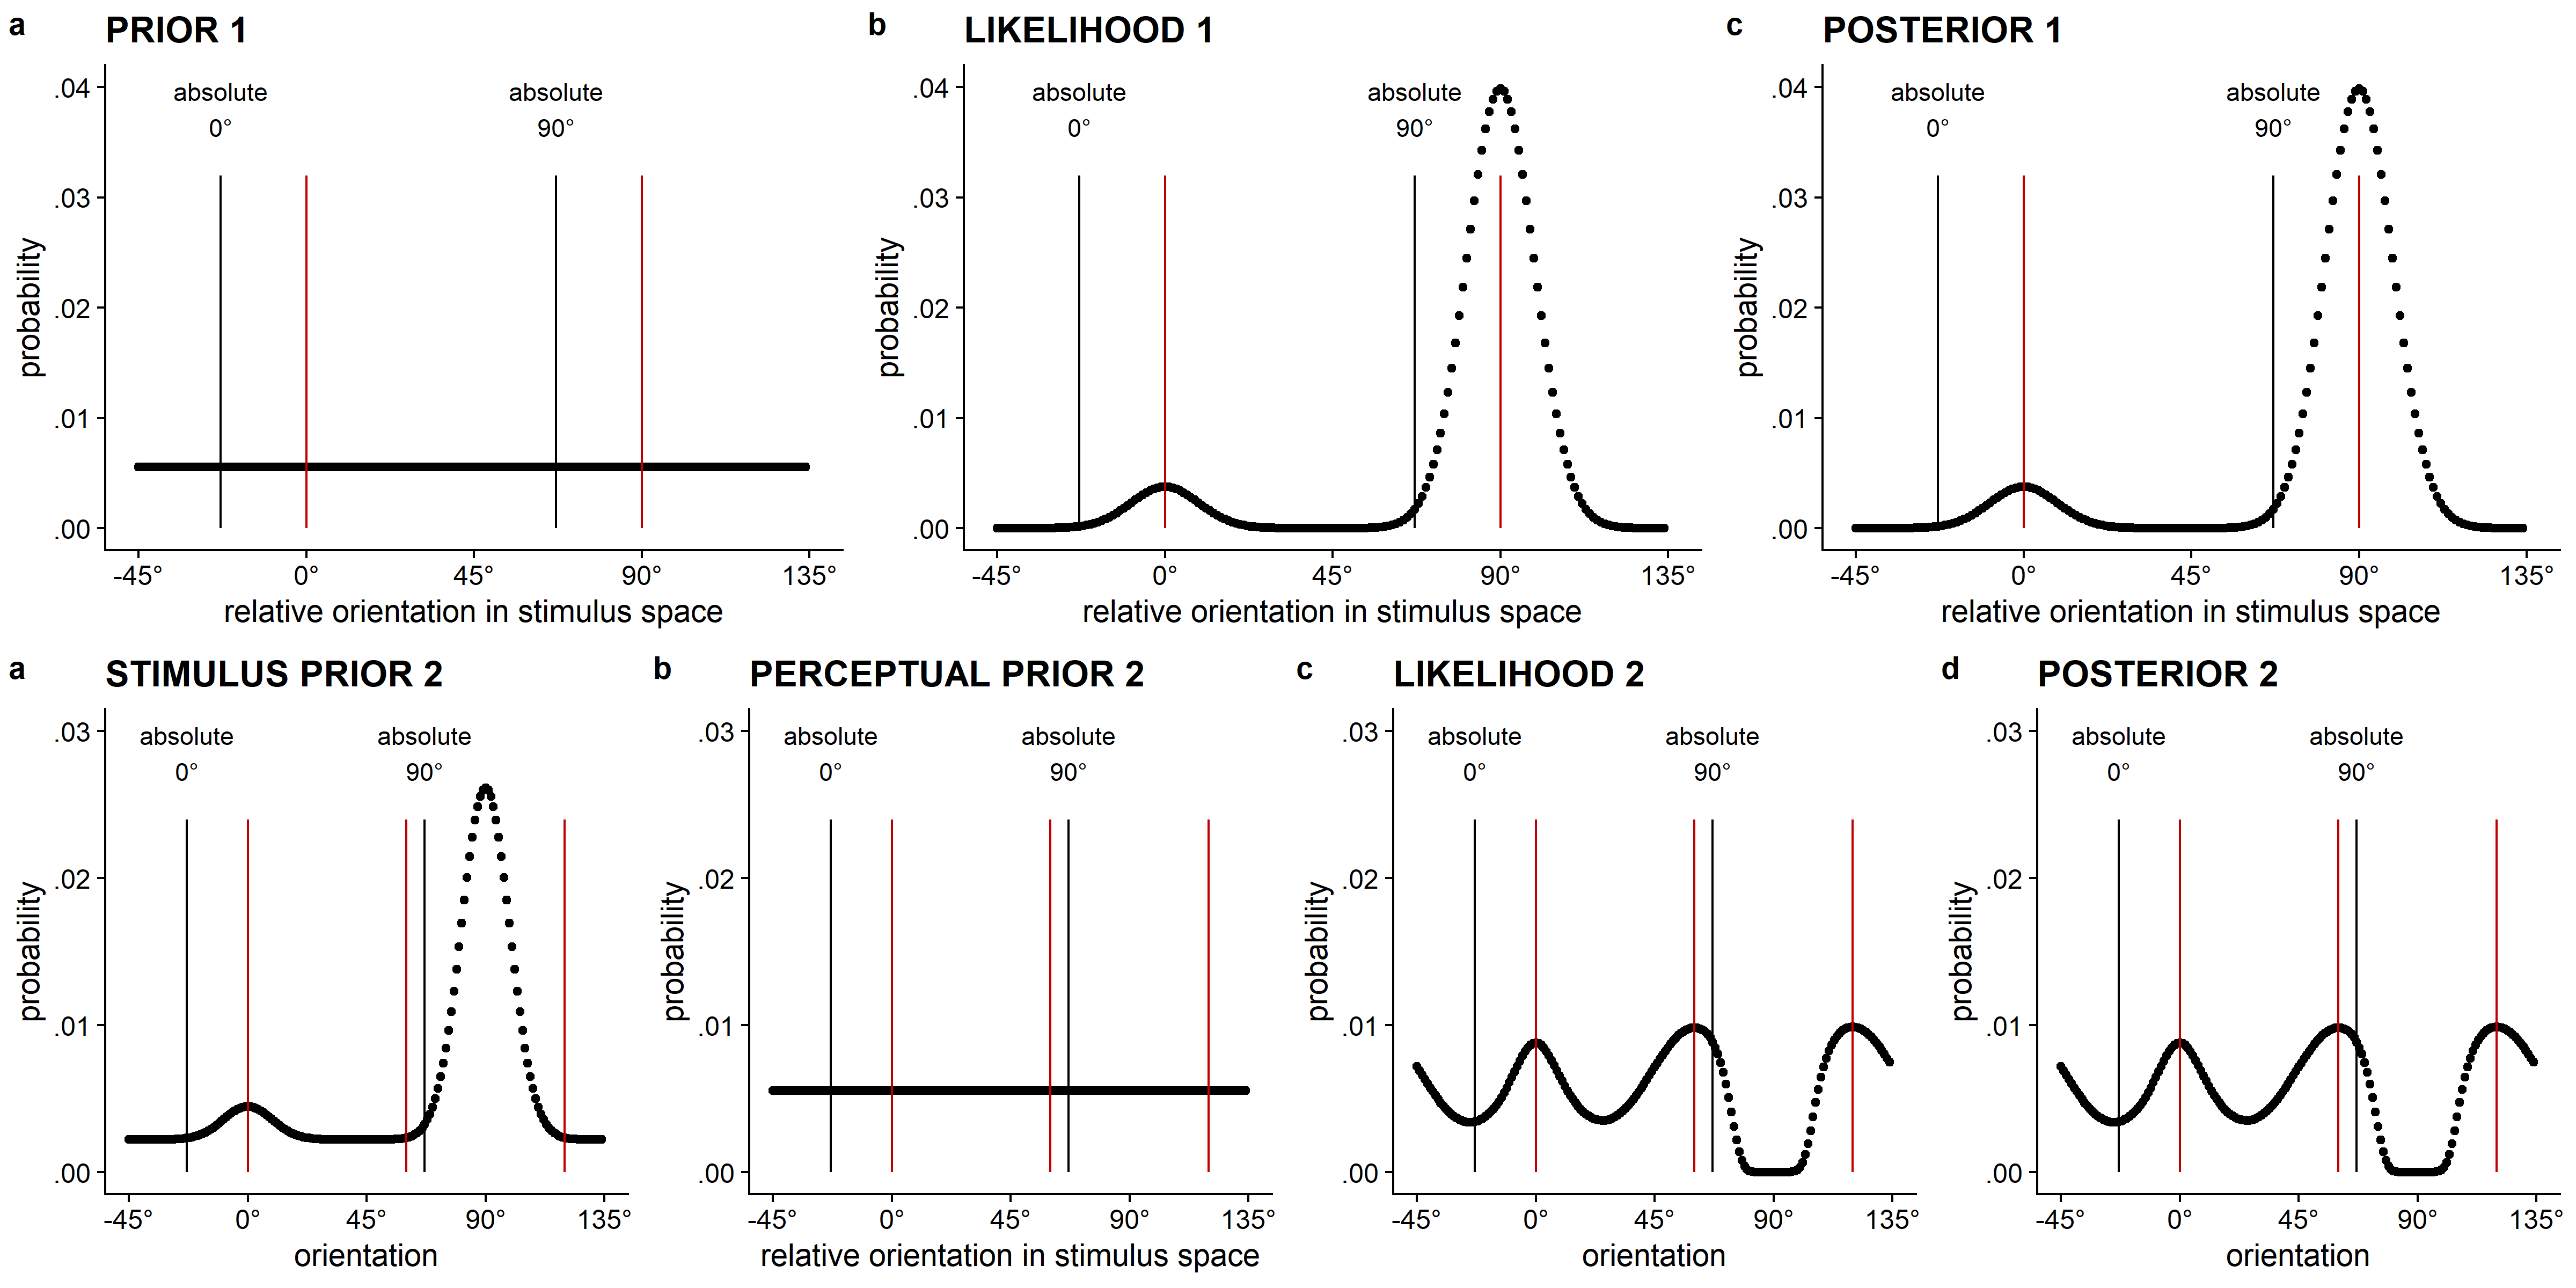 a PRIOR 1
absolute
0°
absolute
90°
.04
.03
.02
.01
.00
probability
-45° 0° 45° 90° 135°
relative orientation in stimulus space
b LIKELIHOOD 1
absolute
0°
absolute
90°
.04
.03
.02
.01
.00
probability
-45° 0° 45° 90° 135°
relative orientation in stimulus space
c POSTERIOR 1
absolute
0°
absolute
90°
.04
.03
.02
.01
.00
probability
-45° 0° 45° 90° 135°
relative orientation in stimulus space
a STIMULUS PRIOR 2
absolute
0°
absolute
90°
.03
.02
.01
.00
probability
-45° 0° 45° 90° 135°
orientation
b PERCEPTUAL PRIOR 2
absolute
0°
absolute
90°
.03
.02
.01
.00
probability
-45° 0° 45° 90° 135°
relative orientation in stimulus space
c LIKELIHOOD 2
absolute
0°
absolute
90°
.03
.02
.01
.00
probability
-45° 0° 45° 90° 135°
orientation
d POSTERIOR 2
absolute
0°
absolute
90°
.03
.02
.01
.00
probability
-45° 0° 45° 90° 135°
orientation